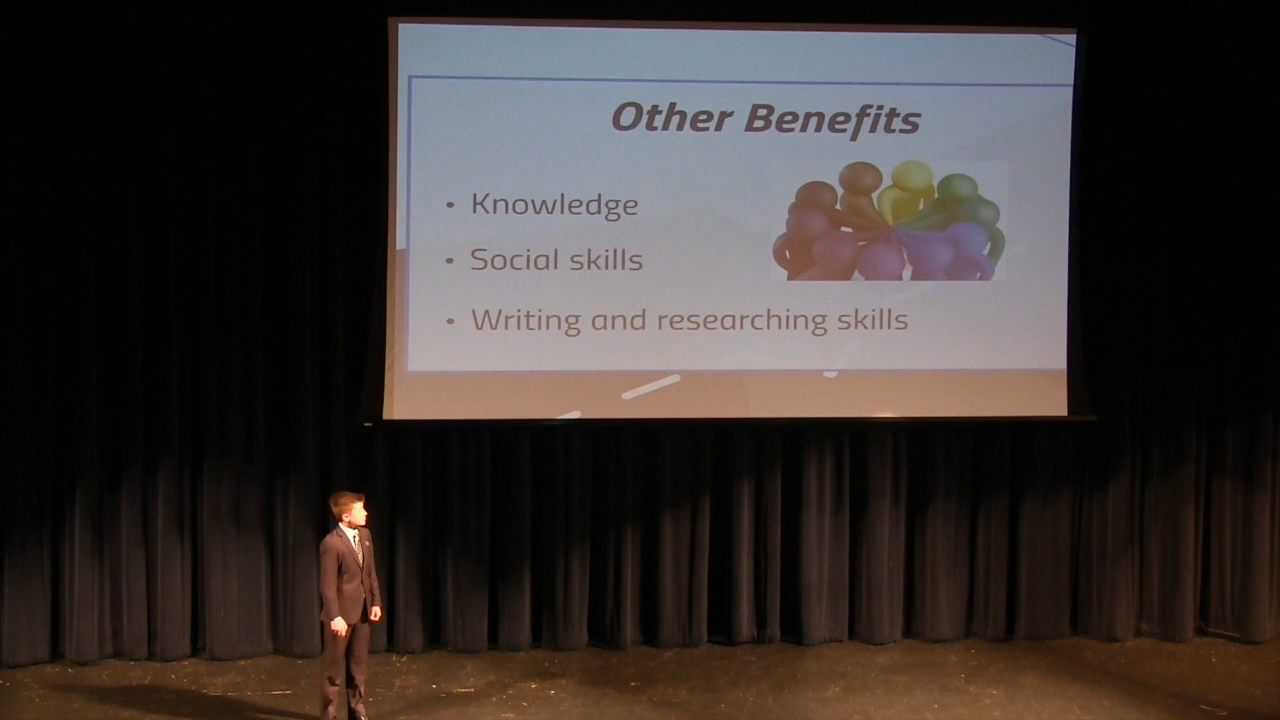 Other Benefits
• Knowledge
• Social skills
• Writing and researching skills